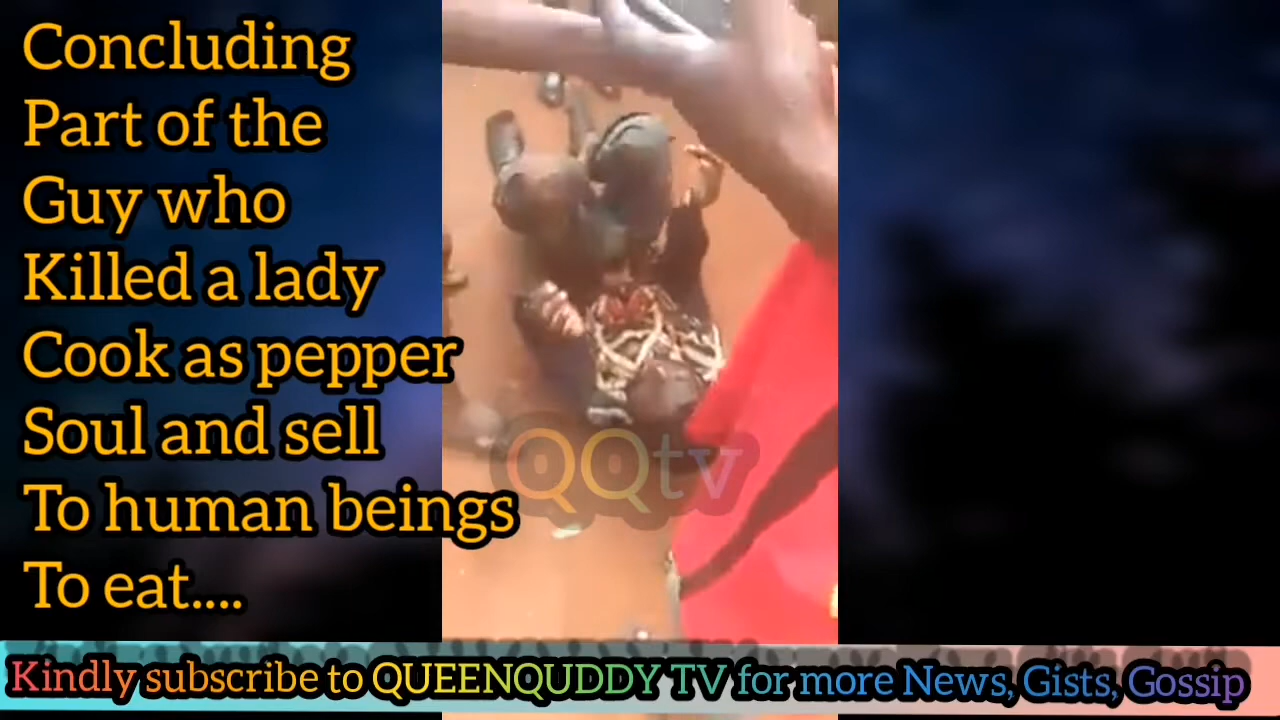 Concluding
Part of the
Guy who
Killed a lady
Cook as pepper
Soul and sell
To human beings
To eat....
QQtv
Kindly subscribe to QUEENQUDDY TV for more News, Gists, Gossip